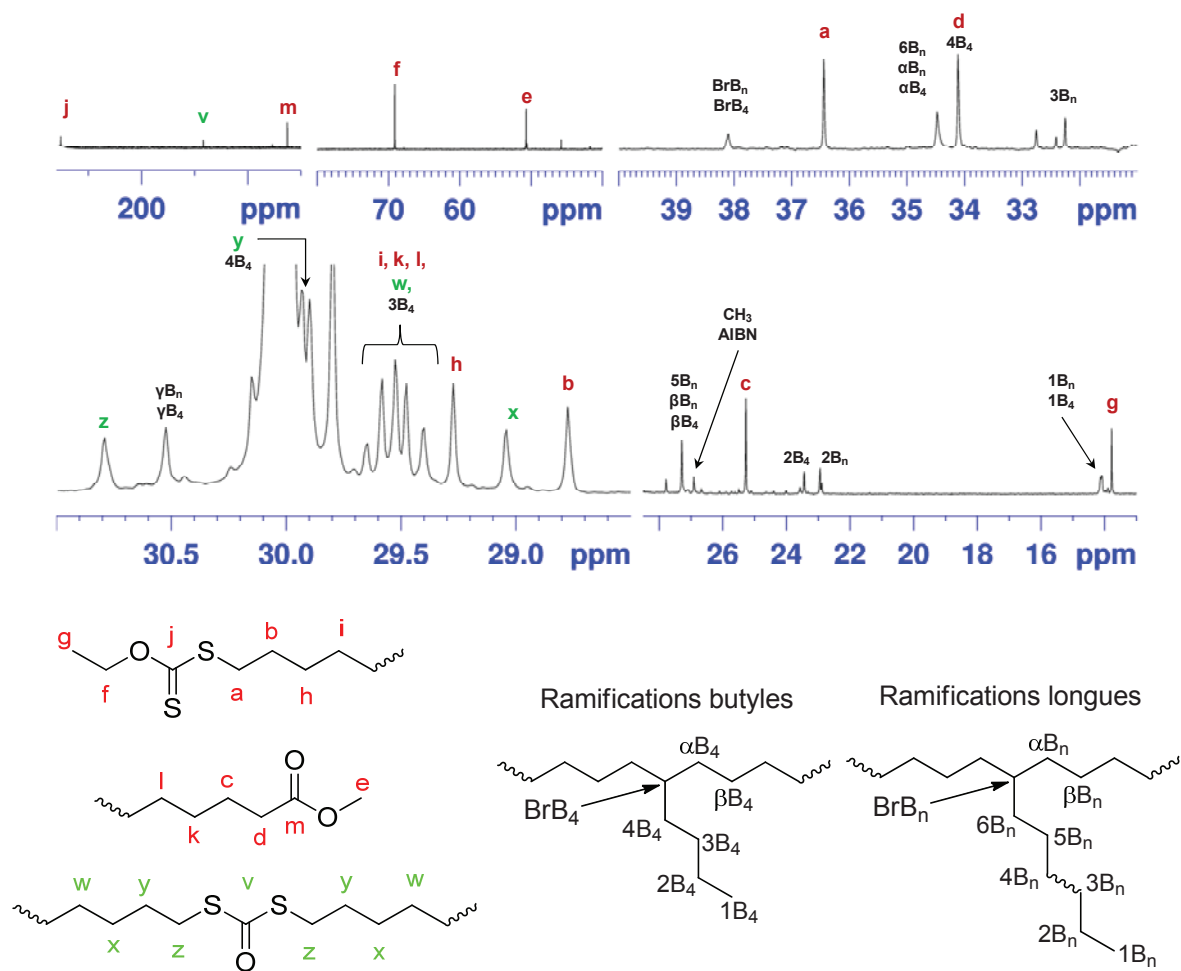 j
v
m
200
ppm
f
e
70
60
ppm
BrBn
BrB4
a
6Bn
αBn
αB4
d
4B4
3Bn
39
38
36
34
33
ppm
y
4B4
z
γBn
γB4
i, k, l,
w,
3B4
h
x
b
30.5
30.0
29.5
29.0
ppm
CH3
AIBN
5Bn
βBn
βB4
c
2B4
2Bn
1Bn
1B4
g
26
24
22
20
18
16
ppm
g
O
j
S
b
i
f
S
a
h
l
c
O
e
k
d
m
O
w
y
S
v
S
y
w
x
z
O
z
x
Ramifications butyles
αB4
BrB4
βB4
4B4
3B4
2B4
1B4
Ramifications longues
αBn
BrBn
βBn
6Bn
5Bn
4Bn
3Bn
2Bn
1Bn